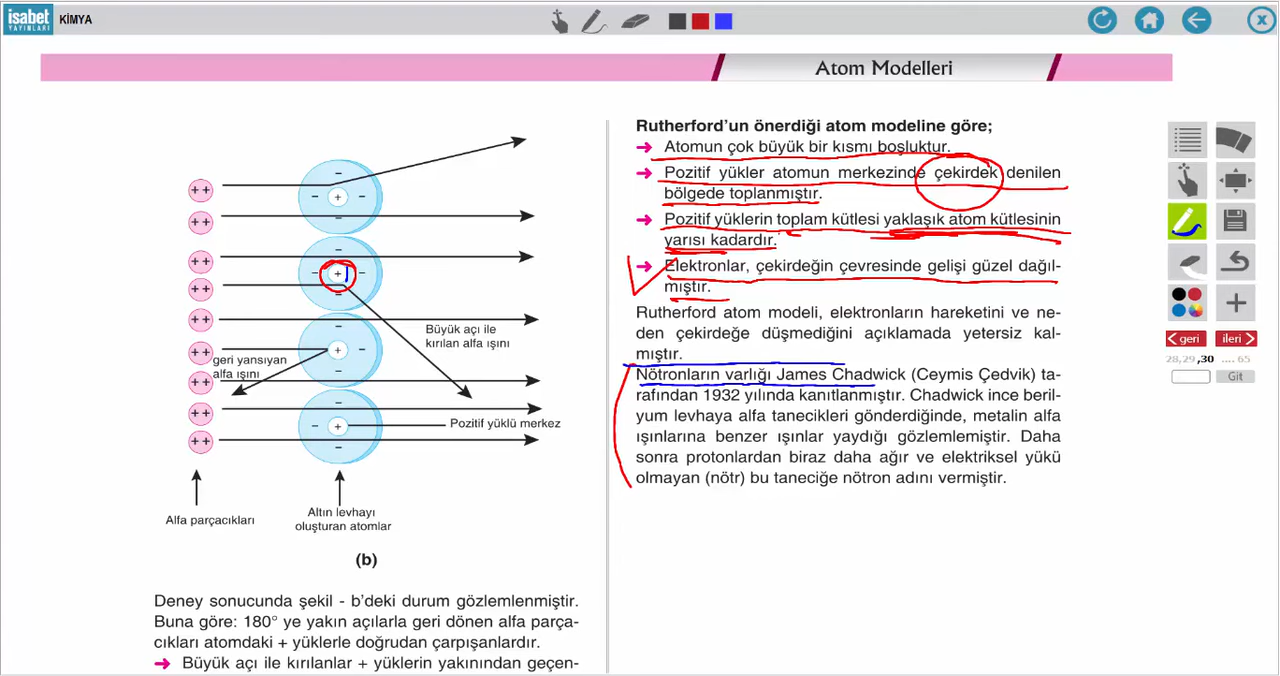 isabet
YAYINLARI
KİMYA
Atom Modelleri
Büyük açı ile
kırılan alfa ışını
geri yansıyan
alfa ışını
Pozitif yüklü merkez
Alfa parçacıkları
Altın levhayı
oluşturan atomlar
(b)
Deney sonucunda şekil - b’deki durum gözlemlenmiştir.
Buna göre: 180° ye yakın açılarla geri dönen alfa parça-
cıkları atomdaki + yüklerle doğrudan çarpışanlardır.
➜ Büyük açı ile kırılanlar + yüklerin yakınından geçen-
Rutherford’un önerdiği atom modeline göre;
➜ Atomun çok büyük bir kısmı boşluktur.
➜ Pozitif yükler atomun merkezinde çekirdek denilen
bölgede toplanmıştır.
➜ Pozitif yüklerin toplam kütlesi yaklaşık atom kütlesinin
yarısı kadardır.
➜ Elektronlar, çekirdeğin çevresinde gelişi güzel dağıl-
mıştır.
Rutherford atom modeli, elektronların hareketini ve ne-
den çekirdeğe düşmediğini açıklamada yetersiz kal-
mıştır.
Nötronların varlığı James Chadwick (Ceymis Çedvik) ta-
rafından 1932 yılında kanıtlanmıştır. Chadwick ince beril-
yum levhaya alfa tanecikleri gönderdiğinde, metalin alfa
ışınlarına benzer ışınlar yaydığı gözlemlemiştir. Daha
sonra protonlardan biraz daha ağır ve elektriksel yükü
olmayan (nötr) bu taneciğe nötron adını vermiştir.
geri
ileri
28,29,30 .... 65
Git